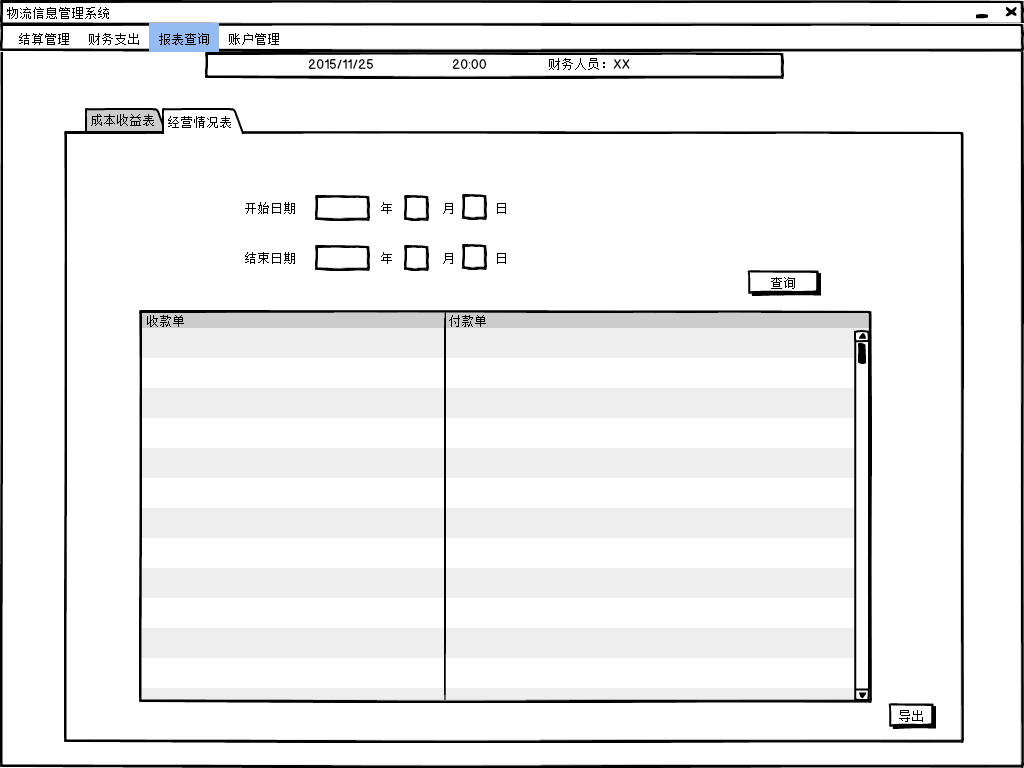 物流信息管理系统
结算管理 财务支出 报表查询 账户管理
2015/11/25 20:00 财务人员：XX
成本收益表 经营情况表
开始日期 年 月 日
结束日期 年 月 日
查询
收款单 付款单
导出